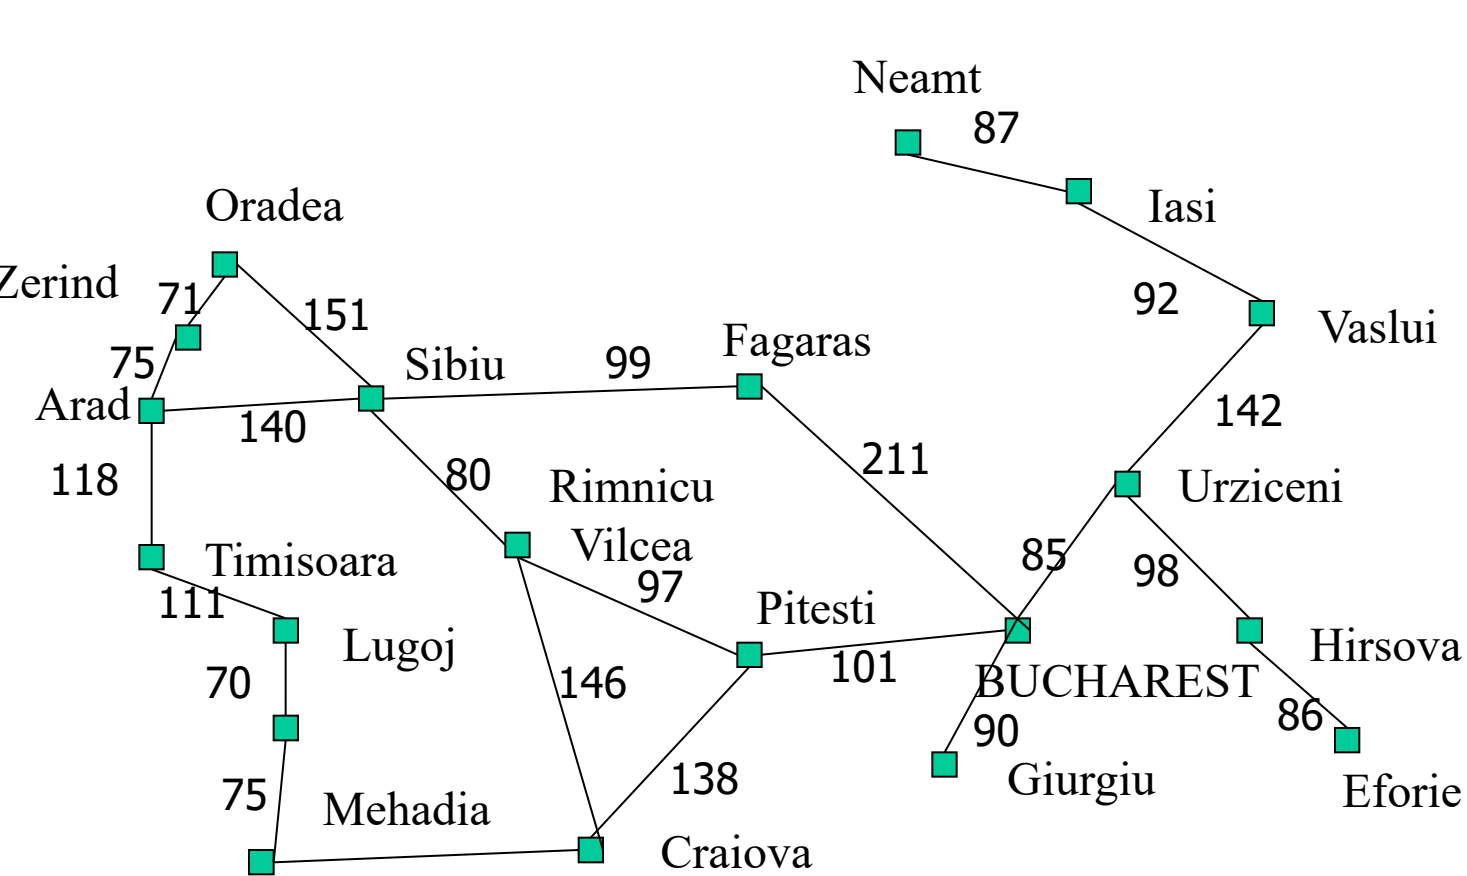 Neamt
87
Oradea
Iasi
Zerind
71
92
151
Vaslui
Fagaras
75
Sibiu
99
Arad
140
142
118
80
211
Rimnicu
Vilcea
Urziceni
85
98
Timisoara
97
111
Pitesti
Lugoj
101
Hirsova
70
146
BUCHAREST
90
86
138
Giurgiu
75
Mehadia
Eforie
Craiova